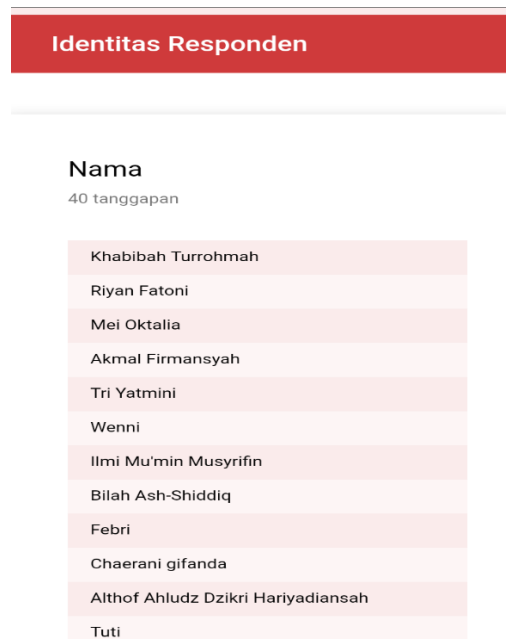 Identitas Responden
Nama
40 tanggapan
Khabibah Turrohmah
Riyan Fatoni
Mei Oktalia
Akmal Firmansyah
Tri Yatmini
Wenni
Ilmi Mu'min Musyrifin
Bilah Ash-Shiddiq
Febri
Chaerani gifanda
Althof Ahludz Dzikri Hariyadiansah
Tuti